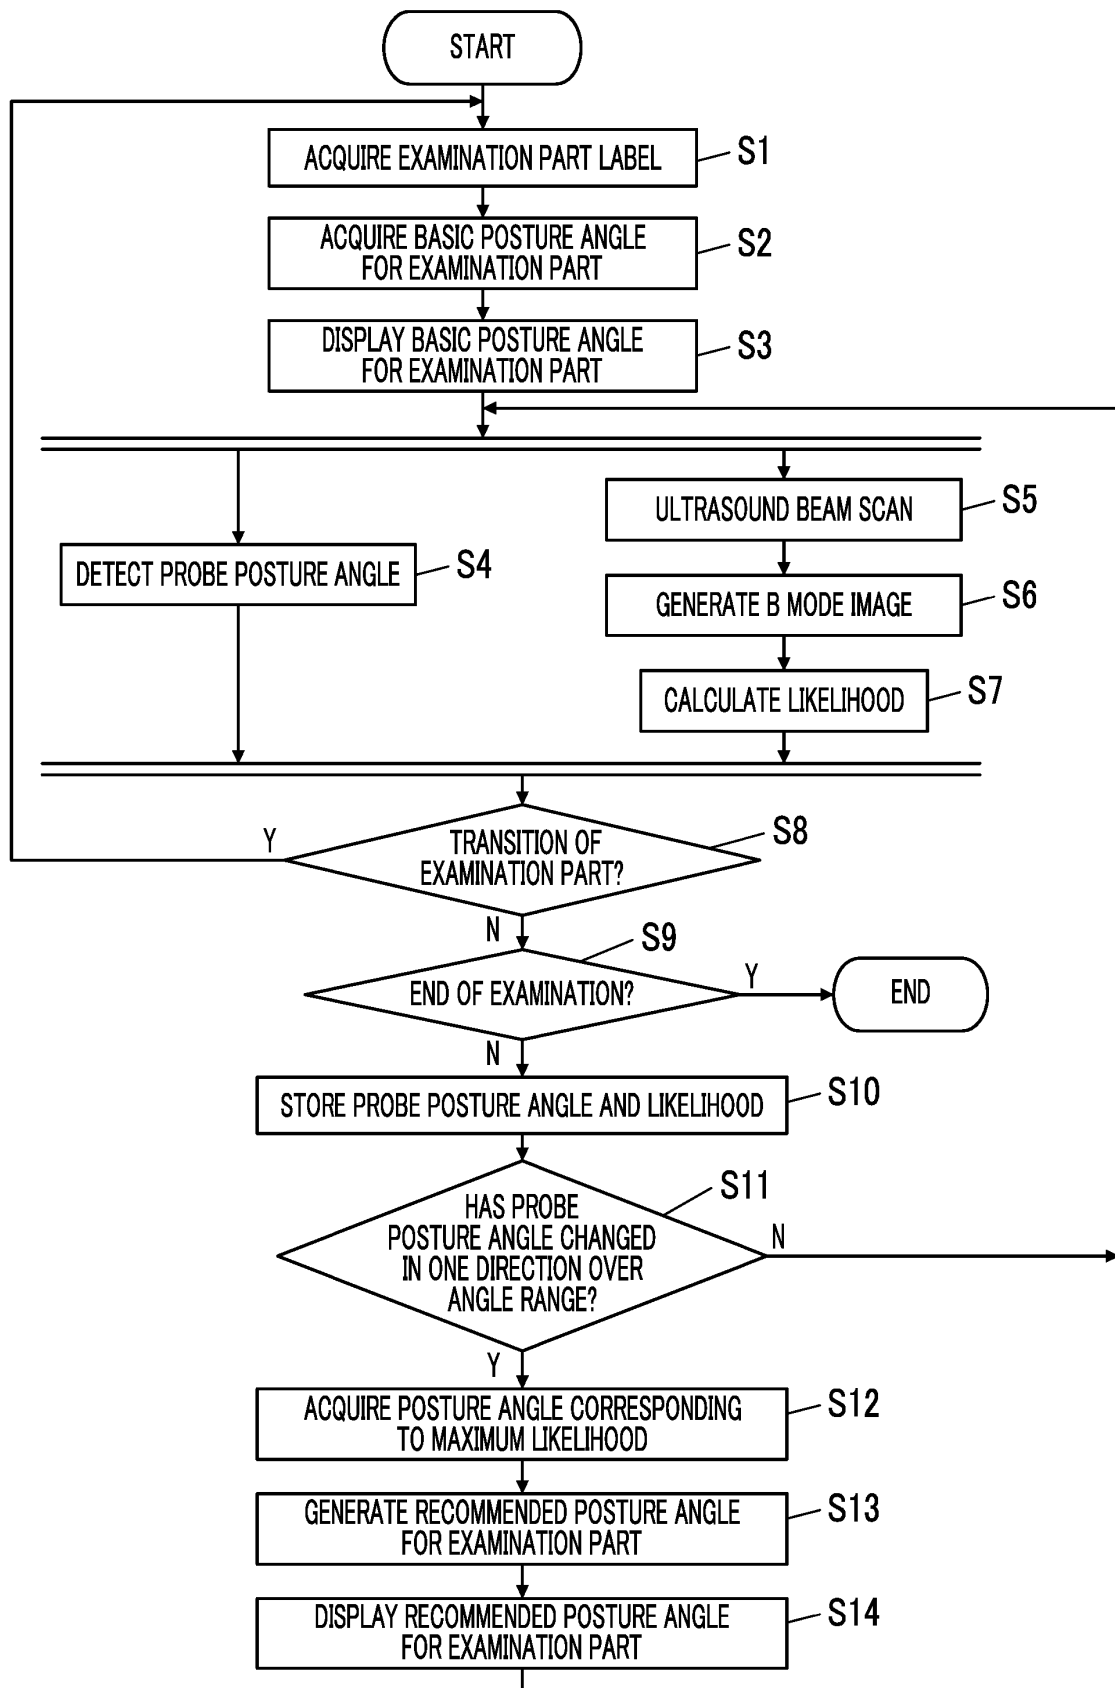 START
ACQUIRE EXAMINATION PART LABEL
S1
ACQUIRE BASIC POSTURE ANGLE
FOR EXAMINATION PART
S2
DISPLAY BASIC POSTURE ANGLE
FOR EXAMINATION PART
S3
DETECT PROBE POSTURE ANGLE
S4
ULTRASOUND BEAM SCAN
S5
GENERATE B MODE IMAGE
S6
CALCULATE LIKELIHOOD
S7
TRANSITION OF
EXAMINATION PART?
S8
Y
N
END OF EXAMINATION?
S9
Y
END
N
STORE PROBE POSTURE ANGLE AND LIKELIHOOD
S10
HAS PROBE
POSTURE ANGLE CHANGED
IN ONE DIRECTION OVER
ANGLE RANGE?
S11
N
Y
ACQUIRE POSTURE ANGLE CORRESPONDING
TO MAXIMUM LIKELIHOOD
S12
GENERATE RECOMMENDED POSTURE ANGLE
FOR EXAMINATION PART
S13
DISPLAY RECOMMENDED POSTURE ANGLE
FOR EXAMINATION PART
S14